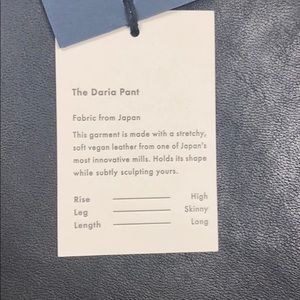 The Daria Pant
Fabric from Japan
This garment is made with a stretchy,
soft vegan leather from one of Japan's
most innovative mills. Holds its shape
while subtly sculpting yours.
Rise High
Leg Skinny
Length Long